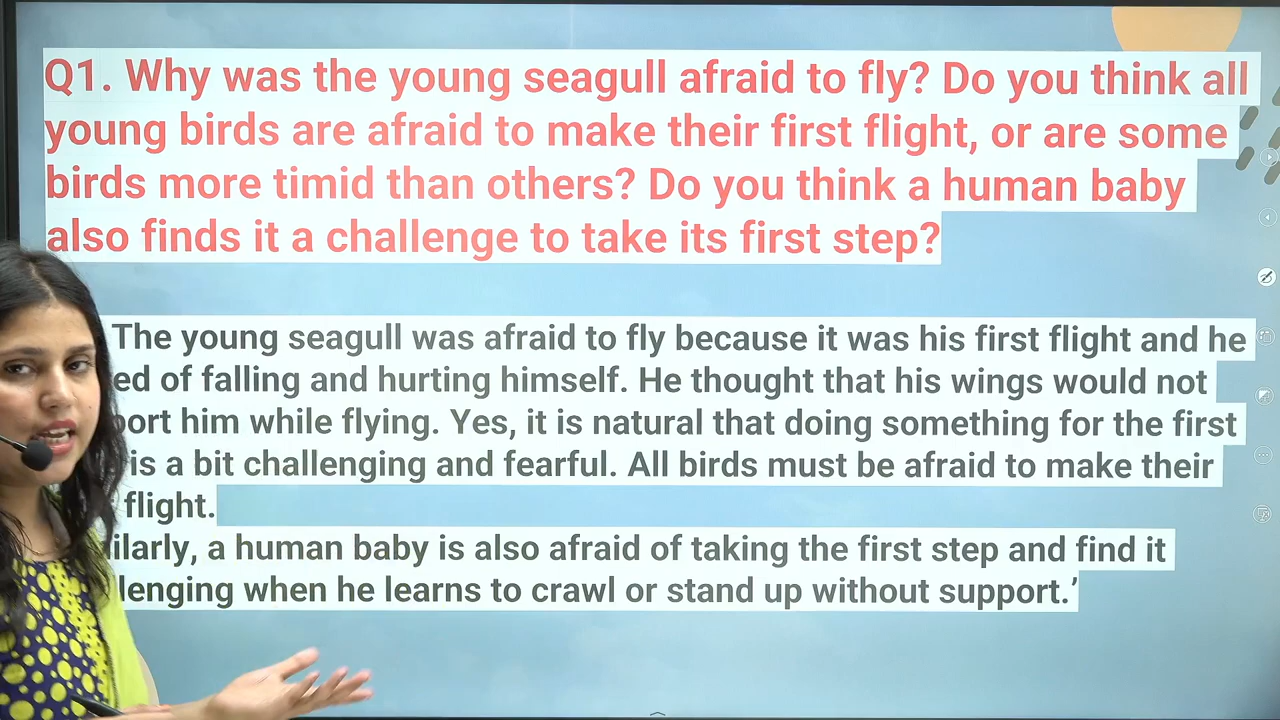 Q1. Why was the young seagull afraid to fly? Do you think all
young birds are afraid to make their first flight, or are some
birds more timid than others? Do you think a human baby
also finds it a challenge to take its first step?
The young seagull was afraid to fly because it was his first flight and he
ed of falling and hurting himself. He thought that his wings would not
port him while flying. Yes, it is natural that doing something for the first
is a bit challenging and fearful. All birds must be afraid to make their
flight.
ilarly, a human baby is also afraid of taking the first step and find it
lenging when he learns to crawl or stand up without support.’